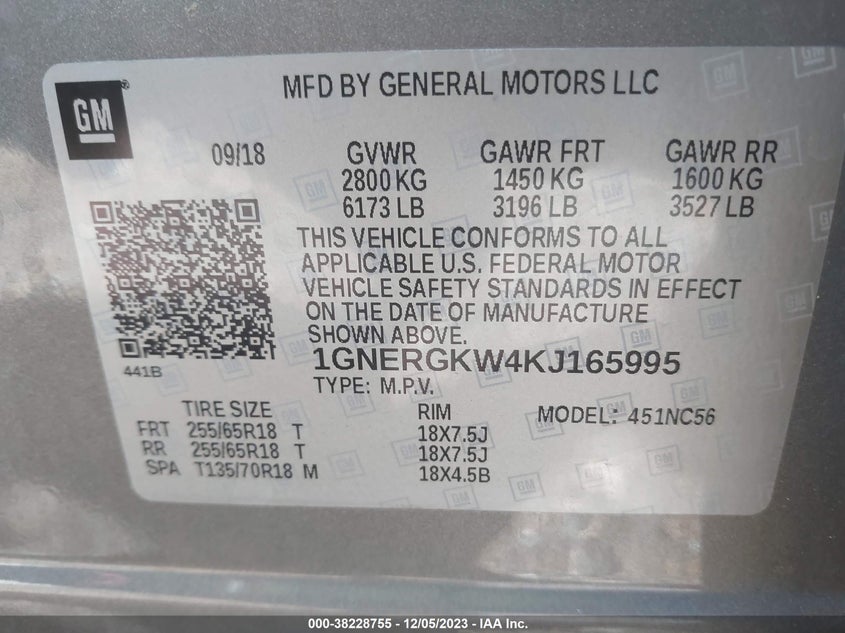 GM
MFD BY GENERAL MOTORS LLC
09/18 GVWR GAWR FRT GAWR RR
2800 KG 1450 KG 1600 KG
6173 LB 3196 LB 3527 LB
THIS VEHICLE CONFORMS TO ALL
APPLICABLE U.S. FEDERAL MOTOR
VEHICLE SAFETY STANDARDS IN EFFECT
ON THE DATE OF MANUFACTURE
SHOWN ABOVE.
441B
1GNERGKW4KJ165995
TYPE: M.P.V.
TIRE SIZE RIM MODEL: 451NC56
FRT 255/65R18 T 18X7.5J
RR 255/65R18 T 18X7.5J
SPA T135/70R18 M 18X4.5B
000-38228755 - 12/05/2023 - IAA Inc.